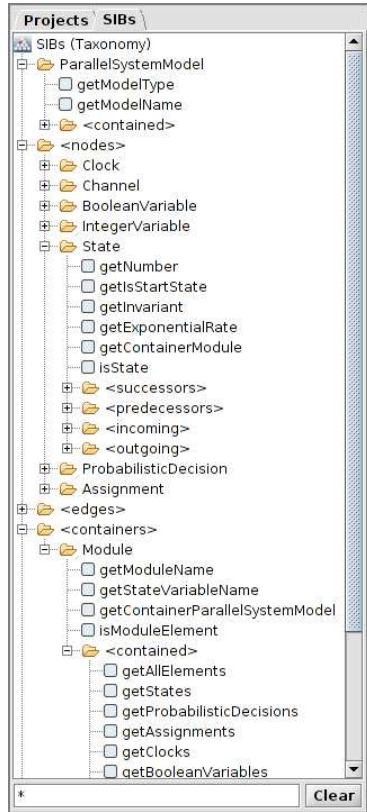 Projects SIBs
SIBs (Taxonomy)
ParallelSystemModel
getModelType
getModelName
<contained>
<nodes>
Clock
Channel
BooleanVariable
IntegerVariable
State
getNumber
getIsStartState
getInvariant
getExponentialRate
getContainerModule
isState
<successors>
<predecessors>
<incoming>
<outgoing>
ProbabilisticDecision
Assignment
<edges>
<containers>
Module
getModuleName
getStateVariableName
getContainerParallelSystemModel
isModuleElement
<contained>
getAllElements
getStates
getProbabilisticDecisions
getAssignments
getClocks
getBooleanVariables
* Clear